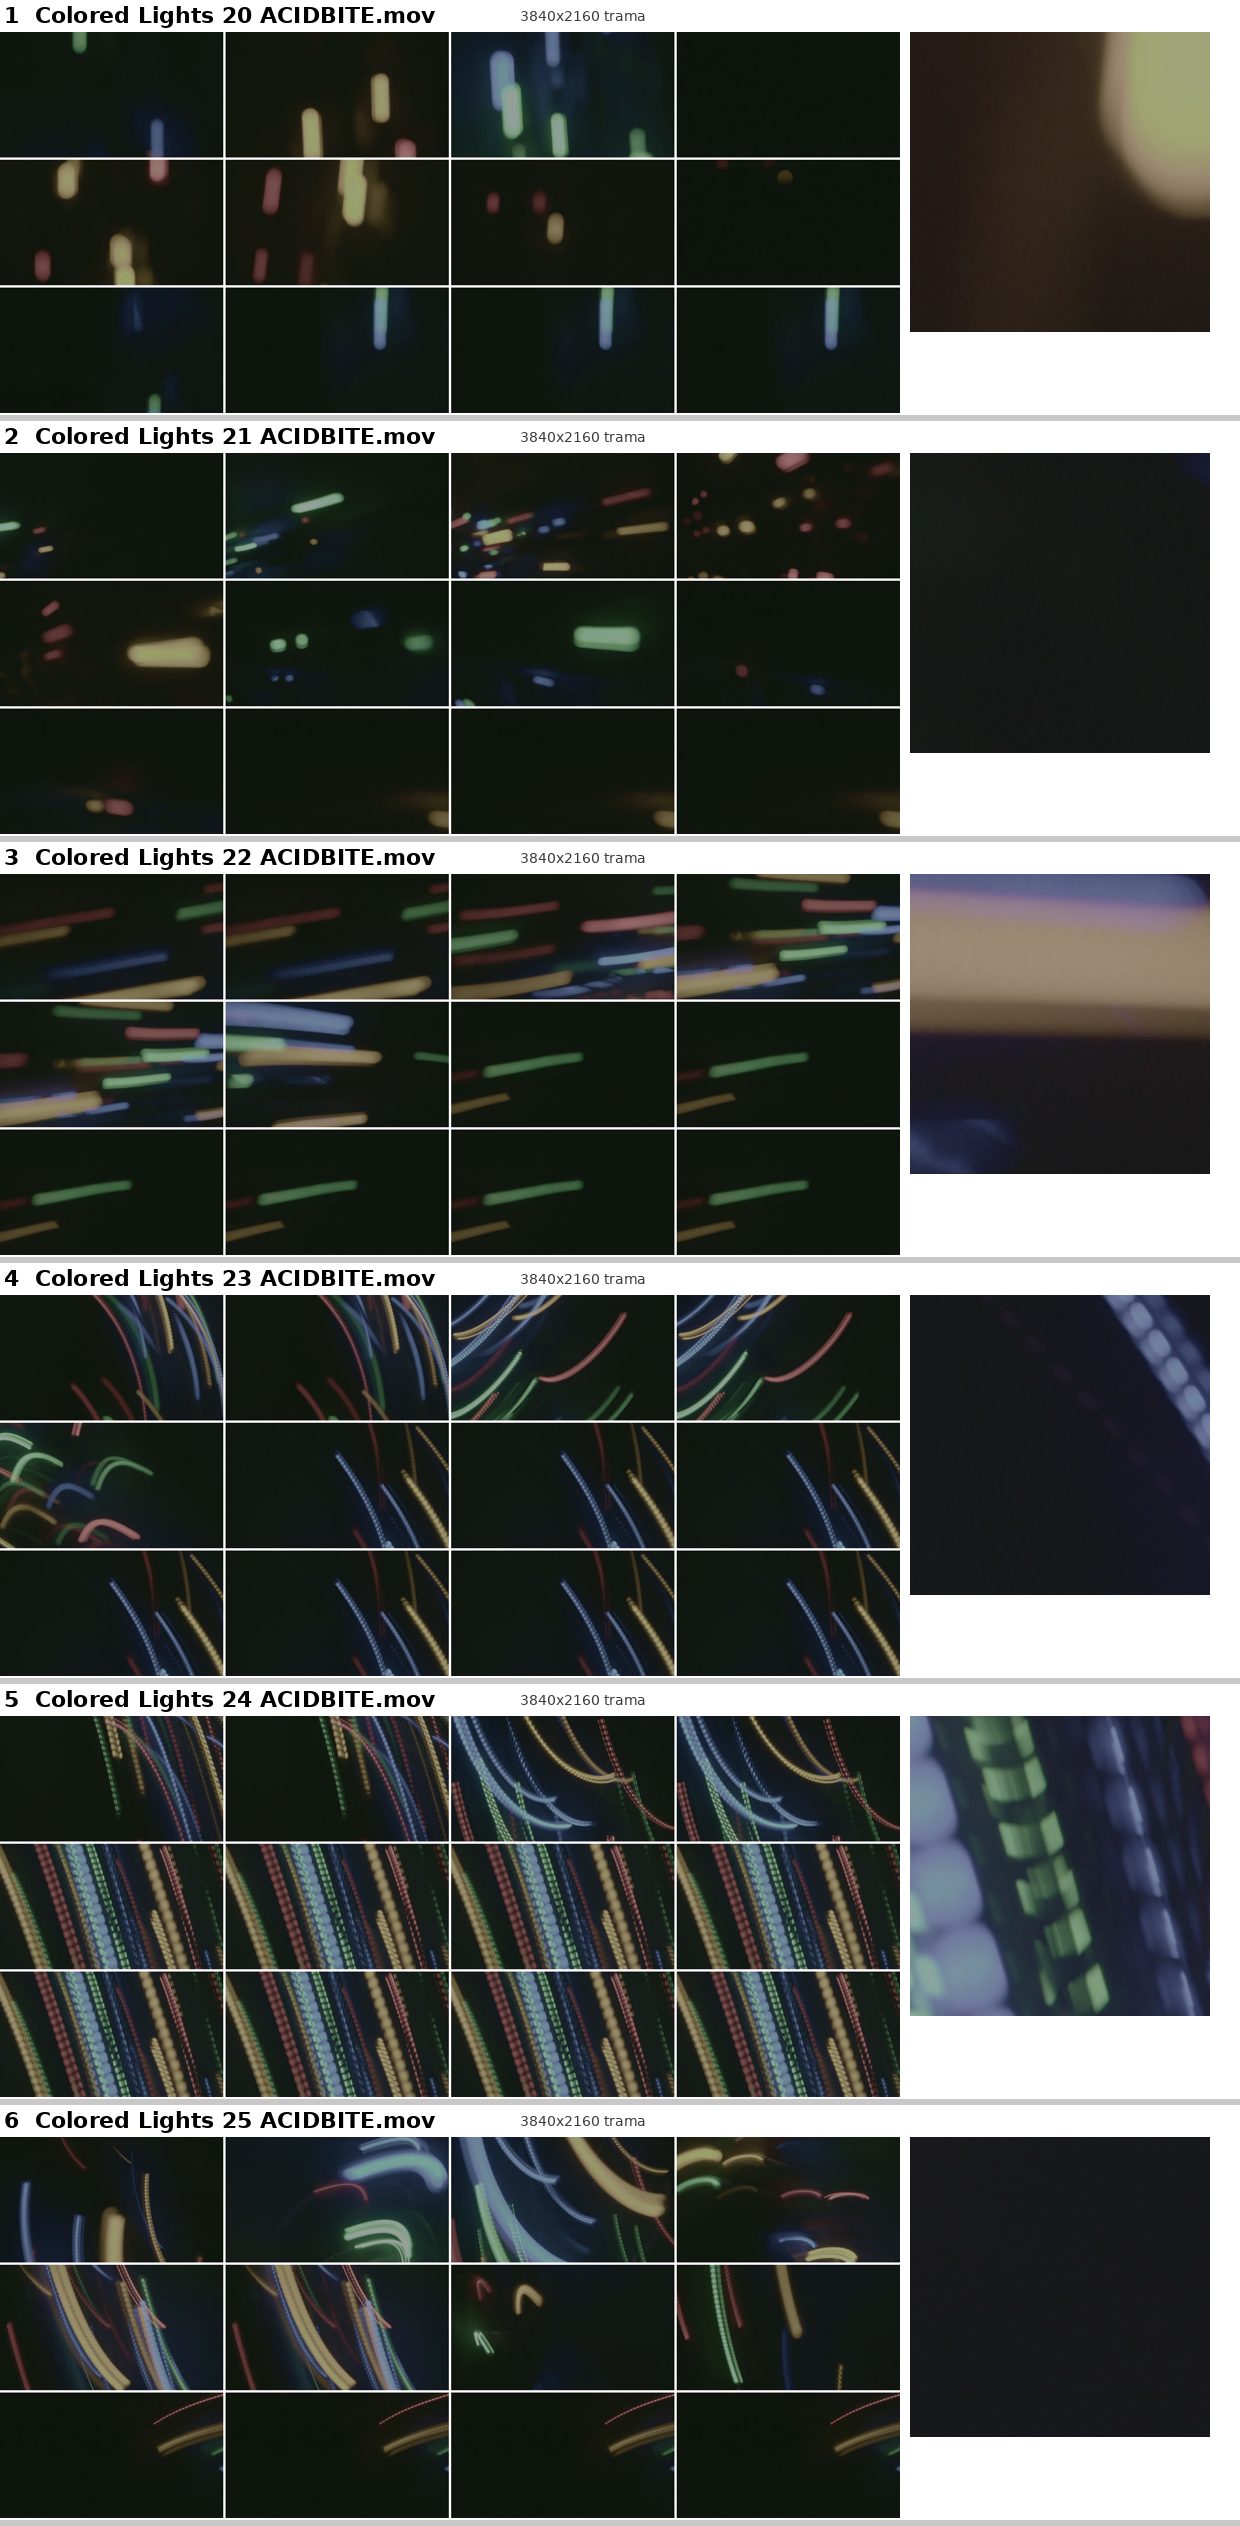 1 Colored Lights 20 ACIDBITE.mov 3840x2160 trama
2 Colored Lights 21 ACIDBITE.mov 3840x2160 trama
3 Colored Lights 22 ACIDBITE.mov 3840x2160 trama
4 Colored Lights 23 ACIDBITE.mov 3840x2160 trama
5 Colored Lights 24 ACIDBITE.mov 3840x2160 trama
6 Colored Lights 25 ACIDBITE.mov 3840x2160 trama